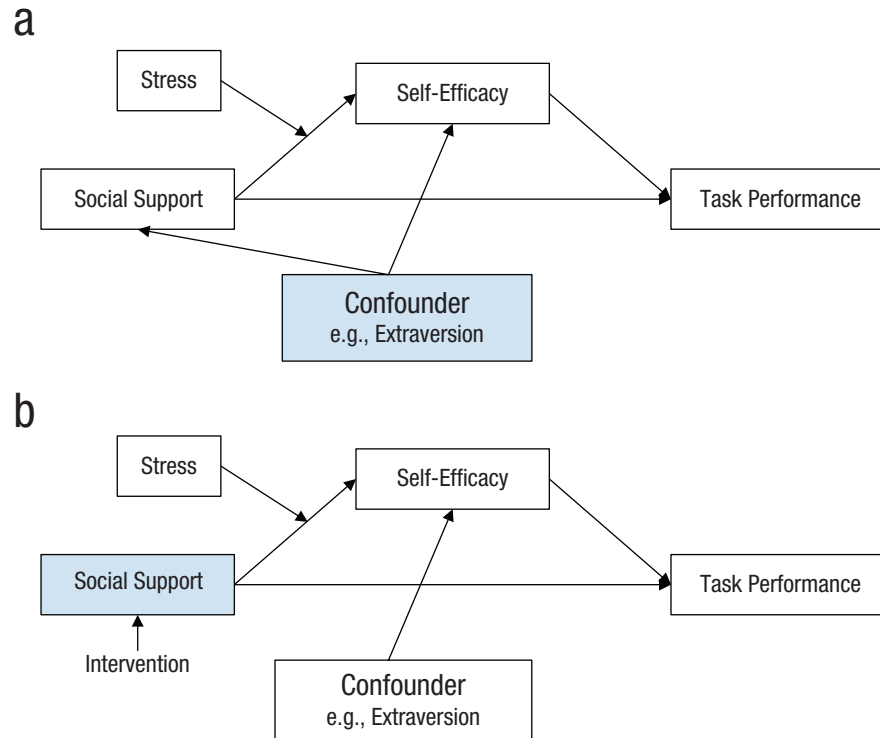 a
Stress
Self-Efficacy
Social Support
Task Performance
Confounder
e.g., Extraversion
b
Stress
Self-Efficacy
Social Support
Task Performance
Intervention
Confounder
e.g., Extraversion